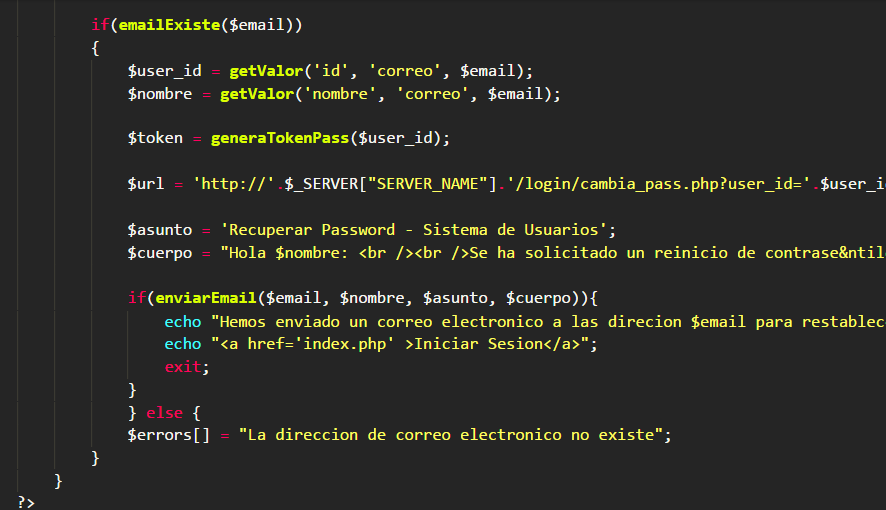 if(emailExiste($email))
{
$user_id = getValor('id', 'correo', $email);
$nombre = getValor('nombre', 'correo', $email);
$token = generaTokenPass($user_id);
$url = 'http://'.$_SERVER["SERVER_NAME"].'/login/cambia_pass.php?user_id='.$user_i
$asunto = 'Recuperar Password - Sistema de Usuarios';
$cuerpo = "Hola $nombre: <br /><br />Se ha solicitado un reinicio de contrase&ntil
if(enviarEmail($email, $nombre, $asunto, $cuerpo)){
echo "Hemos enviado un correo electronico a las direcion $email para restablec
echo "<a href='index.php' >Iniciar Sesion</a>";
exit;
}
} else {
$errors[] = "La direccion de correo electronico no existe";
}
}
?>